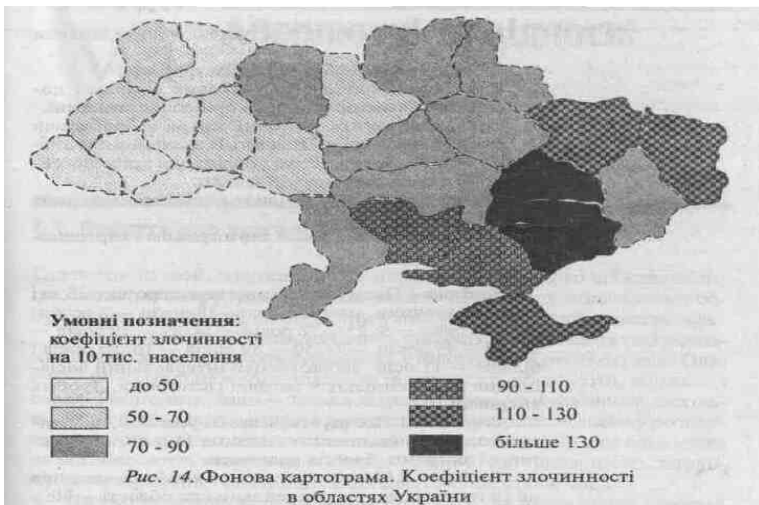 Умовні позначення:
коефіцієнт злочинності
на 10 тис. населення
до 50
50 - 70
70 - 90
90 - 110
110 - 130
більше 130
Рис. 14. Фонова картограма. Коефіцієнт злочинності
в областях України